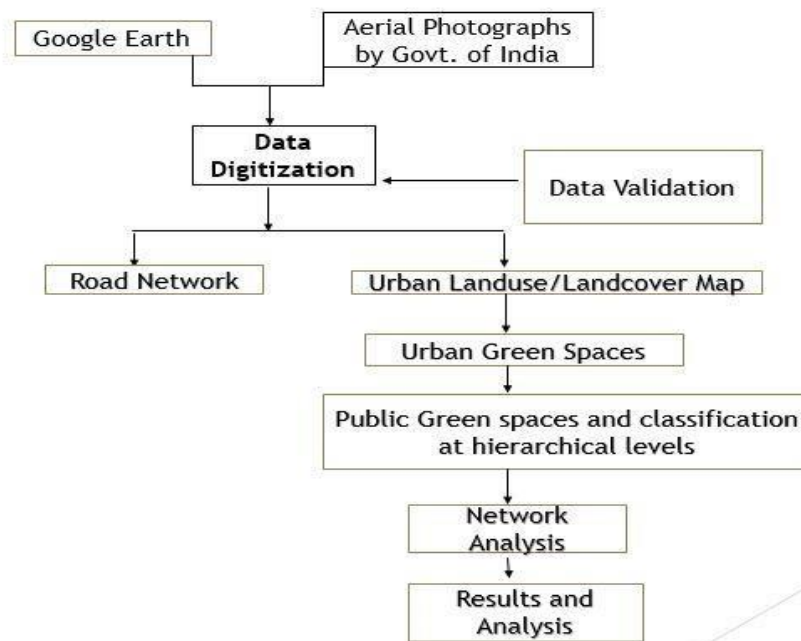 Google Earth
Aerial Photographs
by Govt. of India
Data
Digitization
Data Validation
Road Network
Urban Landuse/Landcover Map
Urban Green Spaces
Public Green spaces and classification
at hierarchical levels
Network
Analysis
Results and
Analysis